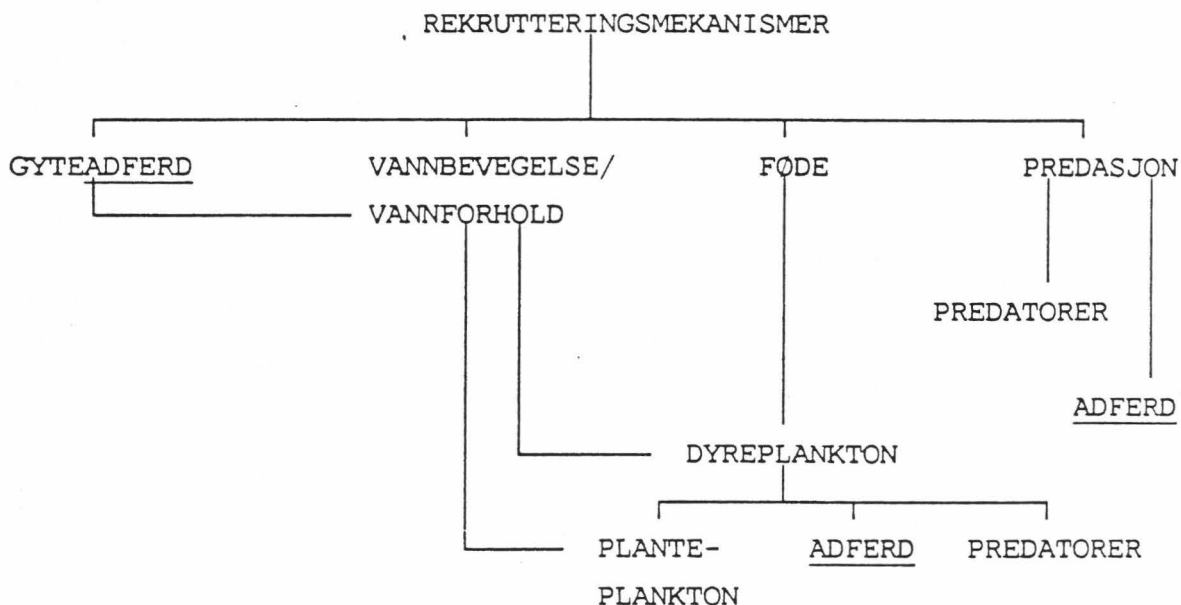 REKRUTTERINGSMEKANISMER
GYTEADFERD VANNBEVEGELSE/ FØDE PREDASJON
VANNFORHOLD
PREDATORER
ADFERD
DYREPLANKTON
PLANTE- ADFERD PREDATORER
PLANKTON